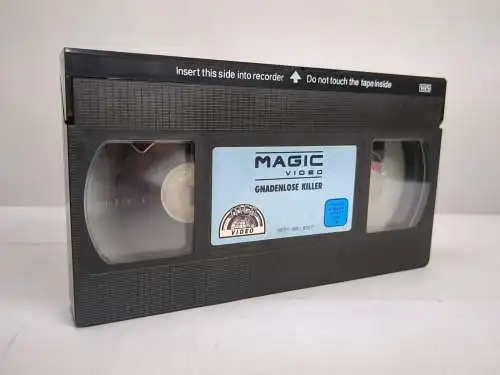 Insert this side into recorder Do not touch the tape inside
VHS
MAGIC
VIDEO
GNADENLOSE KILLER
VIDEO